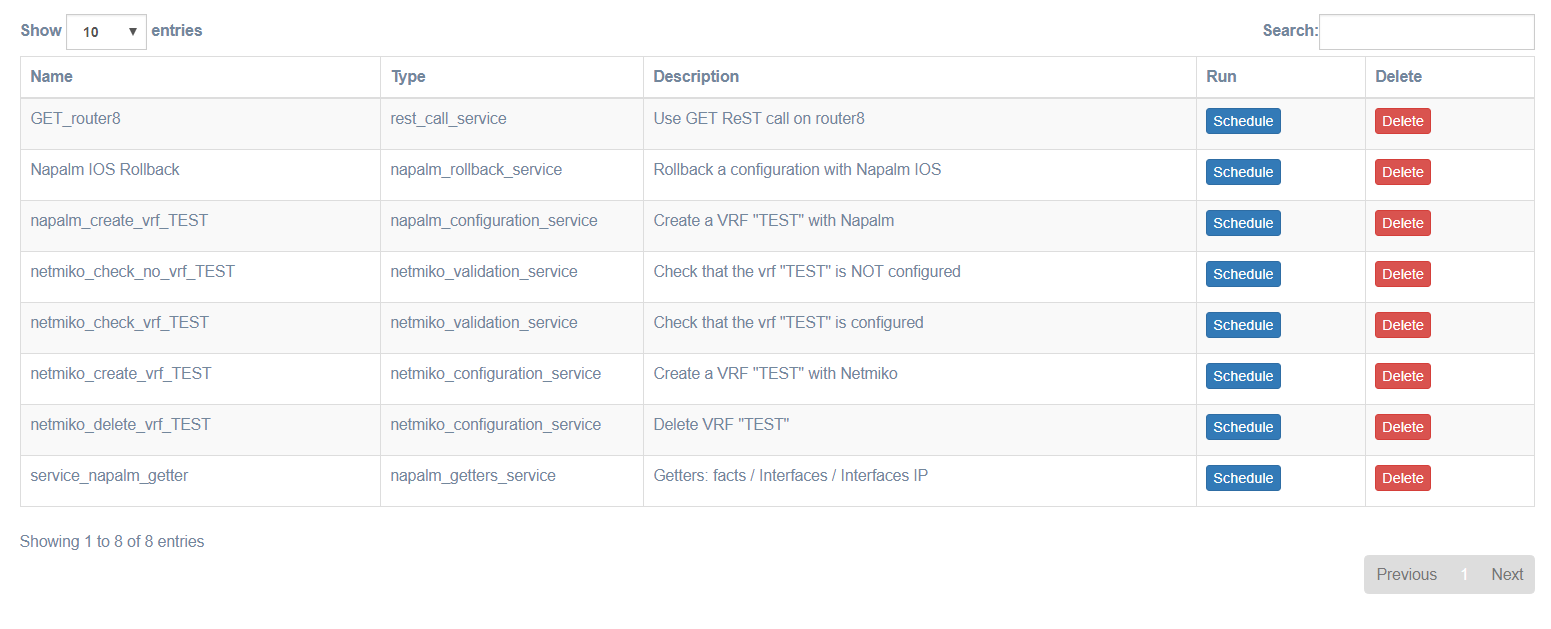 Show 10 entries Search:
Name Type Description Run Delete
GET_router8 rest_call_service Use GET ReST call on router8 Schedule Delete
Napalm IOS Rollback napalm_rollback_service Rollback a configuration with Napalm IOS Schedule Delete
napalm_create_vrf_TEST napalm_configuration_service Create a VRF "TEST" with Napalm Schedule Delete
netmiko_check_no_vrf_TEST netmiko_validation_service Check that the vrf "TEST" is NOT configured Schedule Delete
netmiko_check_vrf_TEST netmiko_validation_service Check that the vrf "TEST" is configured Schedule Delete
netmiko_create_vrf_TEST netmiko_configuration_service Create a VRF "TEST" with Netmiko Schedule Delete
netmiko_delete_vrf_TEST netmiko_configuration_service Delete VRF "TEST" Schedule Delete
service_napalm_getter napalm_getters_service Getters: facts / Interfaces / Interfaces IP Schedule Delete
Showing 1 to 8 of 8 entries
Previous 1 Next